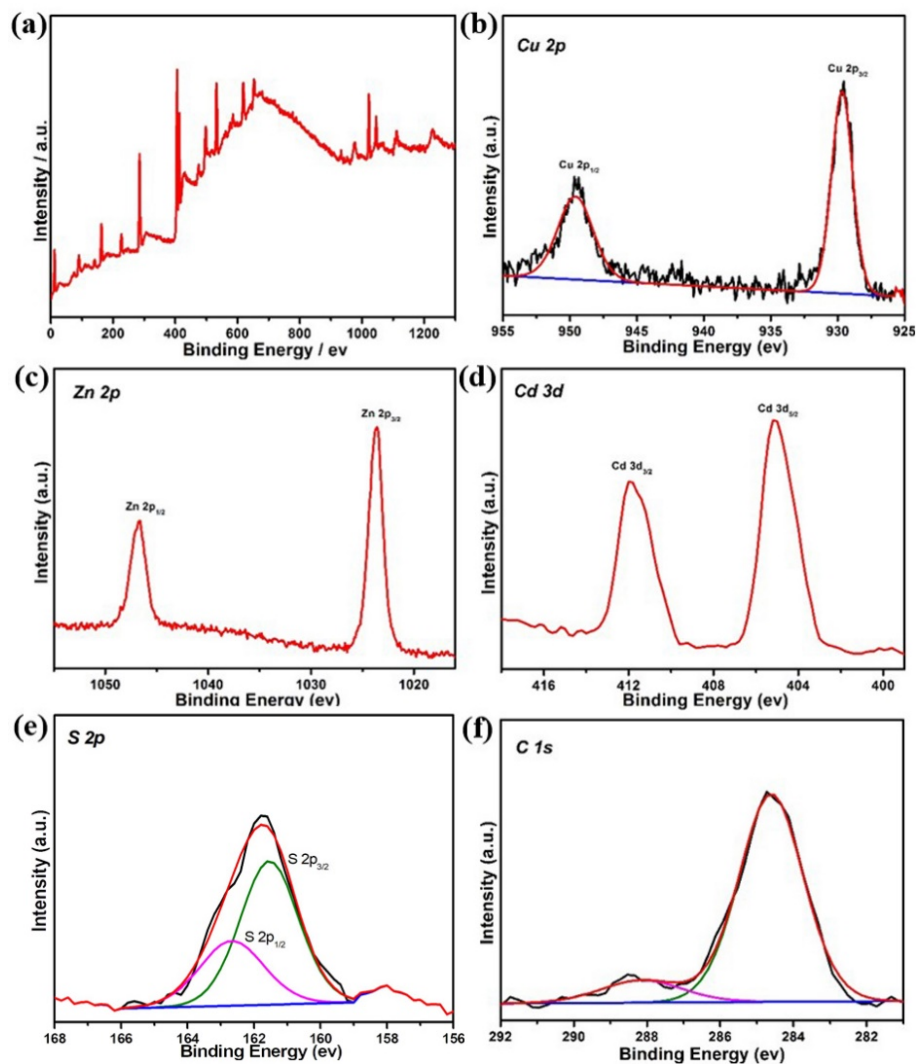 (a)
Intensity / a.u.
0 200 400 600 800 1000 1200
Binding Energy / ev
(b)
Cu 2p
Cu 2p1/2
Cu 2p3/2
Intensity (a.u.)
955 950 945 940 935 930 925
Binding Energy (ev)
(c)
Zn 2p
Zn 2p1/2
Zn 2p3/2
Intensity (a.u.)
1050 1040 1030 1020
Binding Energy (ev)
(d)
Cd 3d
Cd 3d3/2
Cd 3d5/2
Intensity (a.u.)
416 412 408 404 400
Binding Energy (ev)
(e)
S 2p
S 2p3/2
S 2p1/2
Intensity (a.u.)
168 166 164 162 160 158 156
Binding Energy (ev)
(f)
C 1s
Intensity (a.u.)
292 290 288 286 284 282
Binding Energy (ev)